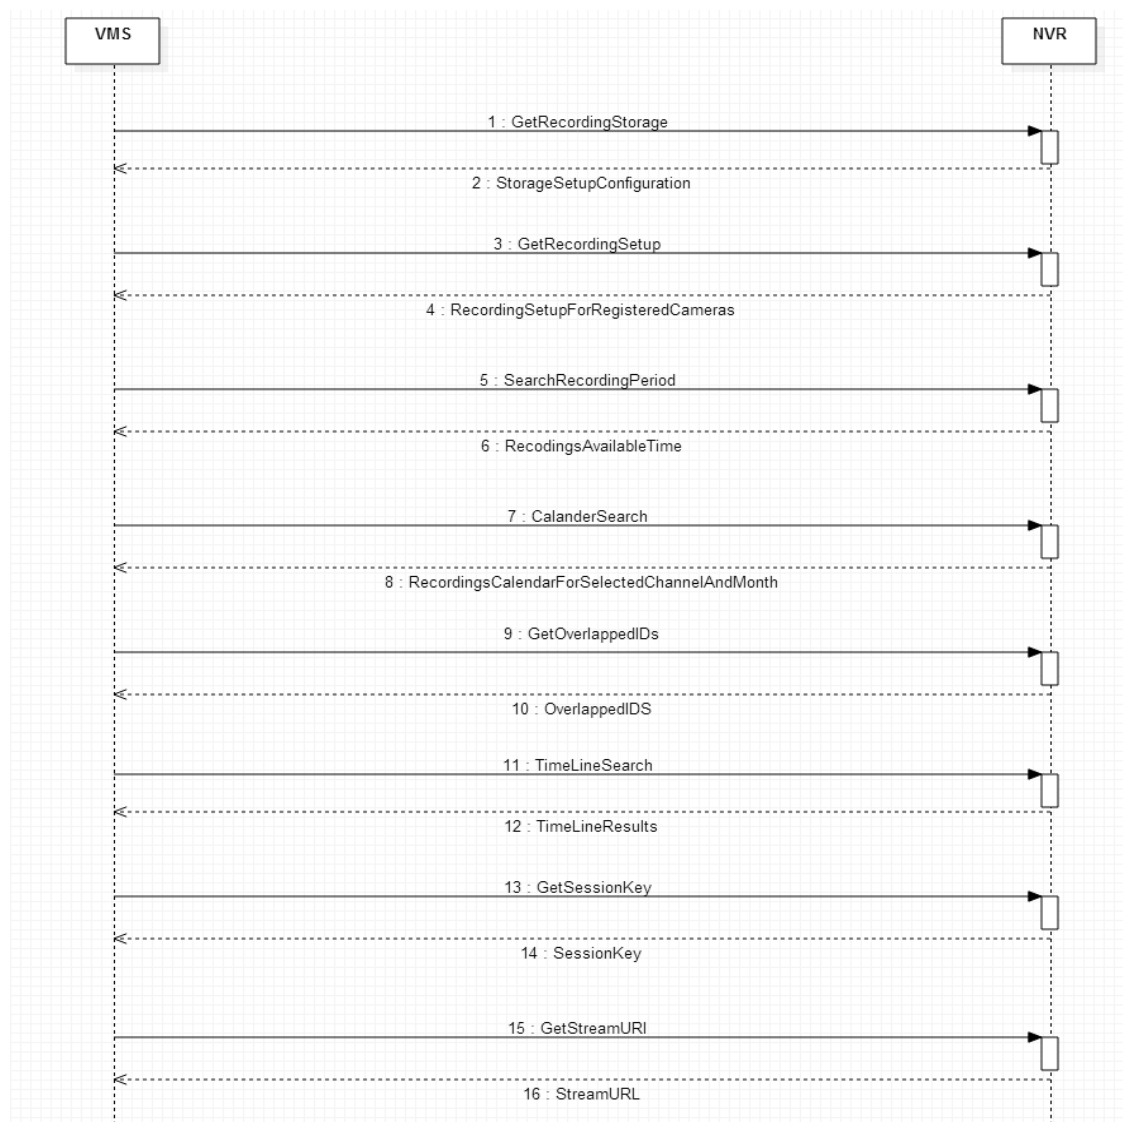 VMS
NVR
1 : GetRecordingStorage
2 : StorageSetupConfiguration
3 : GetRecordingSetup
4 : RecordingSetupForRegisteredCameras
5 : SearchRecordingPeriod
6 : RecodingsAvailableTime
7 : CalanderSearch
8 : RecordingsCalendarForSelectedChannelAndMonth
9 : GetOverlappedIDs
10 : OverlappedIDS
11 : TimeLineSearch
12 : TimeLineResults
13 : GetSessionKey
14 : SessionKey
15 : GetStreamURI
16 : StreamURL